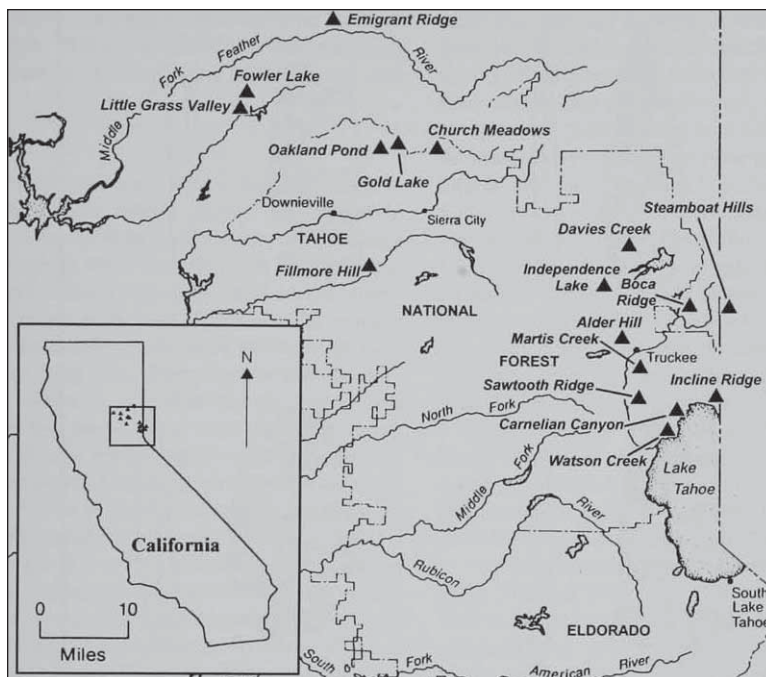 Emigrant Ridge
Middle Fork Feather River
Fowler Lake
Little Grass Valley
Oakland Pond
Gold Lake
Church Meadows
Downieville
Sierra City
Steamboat Hills
TAHOE
Davies Creek
Fillmore Hill
Independence
Lake
Boca
Ridge
NATIONAL
Alder Hill
Martis Creek
FOREST
Truckee
Sawtooth Ridge
Incline Ridge
North Fork
Carnelian Canyon
Watson Creek
Lake
Tahoe
Middle Fork
Rubicon River
South
Lake
Tahoe
ELDORADO
South Fork American River
N
California
0 10
Miles